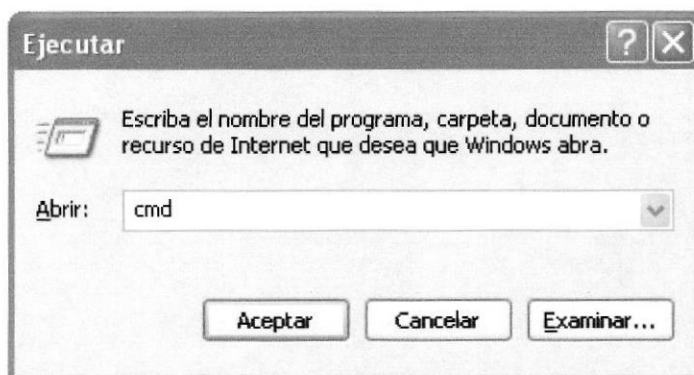 Ejecutar
Escriba el nombre del programa, carpeta, documento o
recurso de Internet que desea que Windows abra.
Abrir: cmd
Aceptar Cancelar Examinar...